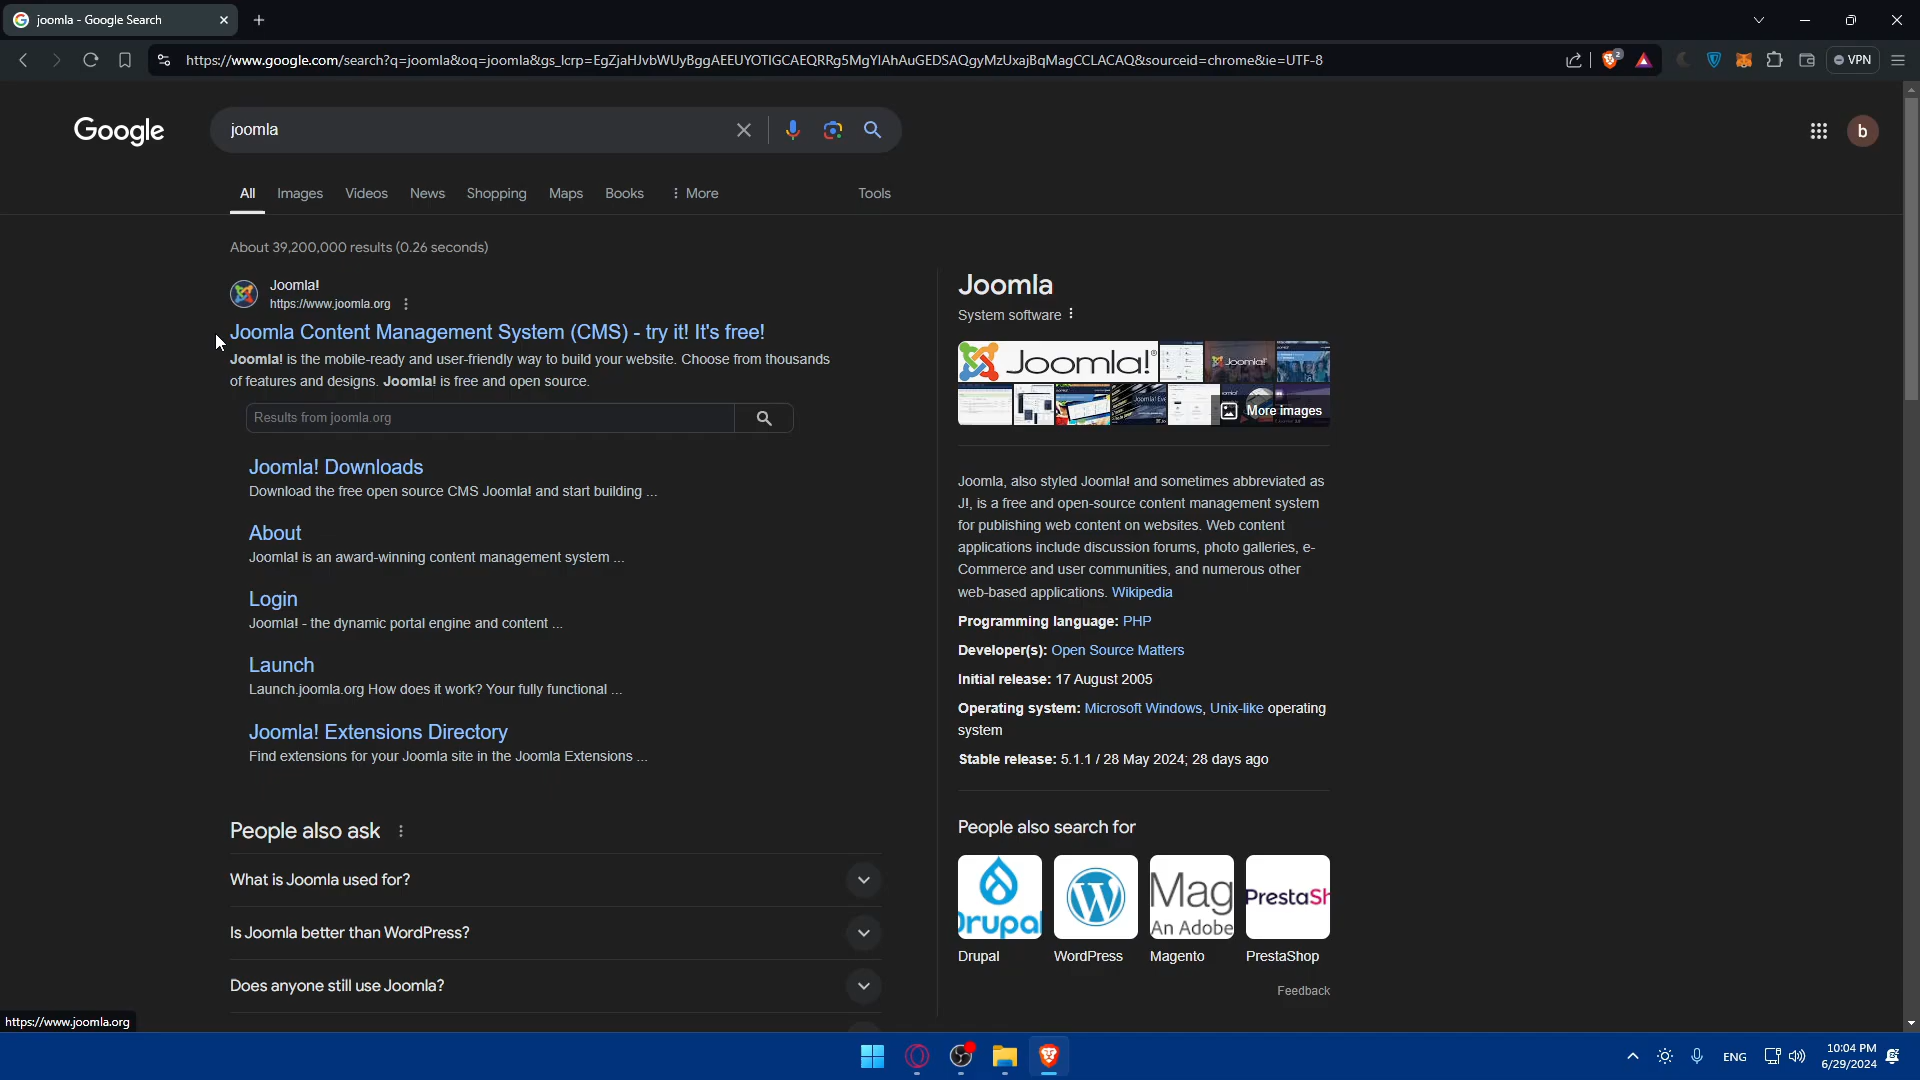 joomla - Google Search
https://www.google.com/search?q=joomla&oq=joomla&gs_lcrp=EgZjaHJvbWUyBggAEEUYOTIGCAEQRRg5MgYIAhAuGEDSAQgyMzUxajBqMagCCLACAQ&sourceid=chrome&ie=UTF-8
2
VPN
Google
joomla
b
All
Images
Videos
News
Shopping
Maps
Books
More
Tools
About 39,200,000 results (0.26 seconds)
Joomla!
https://www.joomla.org
Joomla Content Management System (CMS) - try it! It's free!
Joomla! is the mobile-ready and user-friendly way to build your website. Choose from thousands
of features and designs. Joomla! is free and open source.
Results from joomla.org
Joomla! Downloads
Download the free open source CMS Joomla! and start building ...
About
Joomla! is an award-winning content management system ...
Login
Joomla! - the dynamic portal engine and content ...
Launch
Launch.joomla.org How does it work? Your fully functional ...
Joomla! Extensions Directory
Find extensions for your Joomla site in the Joomla Extensions ...
People also ask
What is Joomla used for?
Is Joomla better than WordPress?
Does anyone still use Joomla?
Joomla
System software
Joomla!
Joomla!
More images
Joomla, also styled Joomla! and sometimes abbreviated as
J!, is a free and open-source content management system
for publishing web content on websites. Web content
applications include discussion forums, photo galleries, e-
Commerce and user communities, and numerous other
web-based applications. Wikipedia
Programming language: PHP
Developer(s): Open Source Matters
Initial release: 17 August 2005
Operating system: Microsoft Windows, Unix-like operating
system
Stable release: 5.1.1 / 28 May 2024; 28 days ago
People also search for
Drupal
Mag
An Adobe
PrestaSh
Drupal
WordPress
Magento
PrestaShop
Feedback
https://www.joomla.org
ENG
10:04 PM
6/29/2024